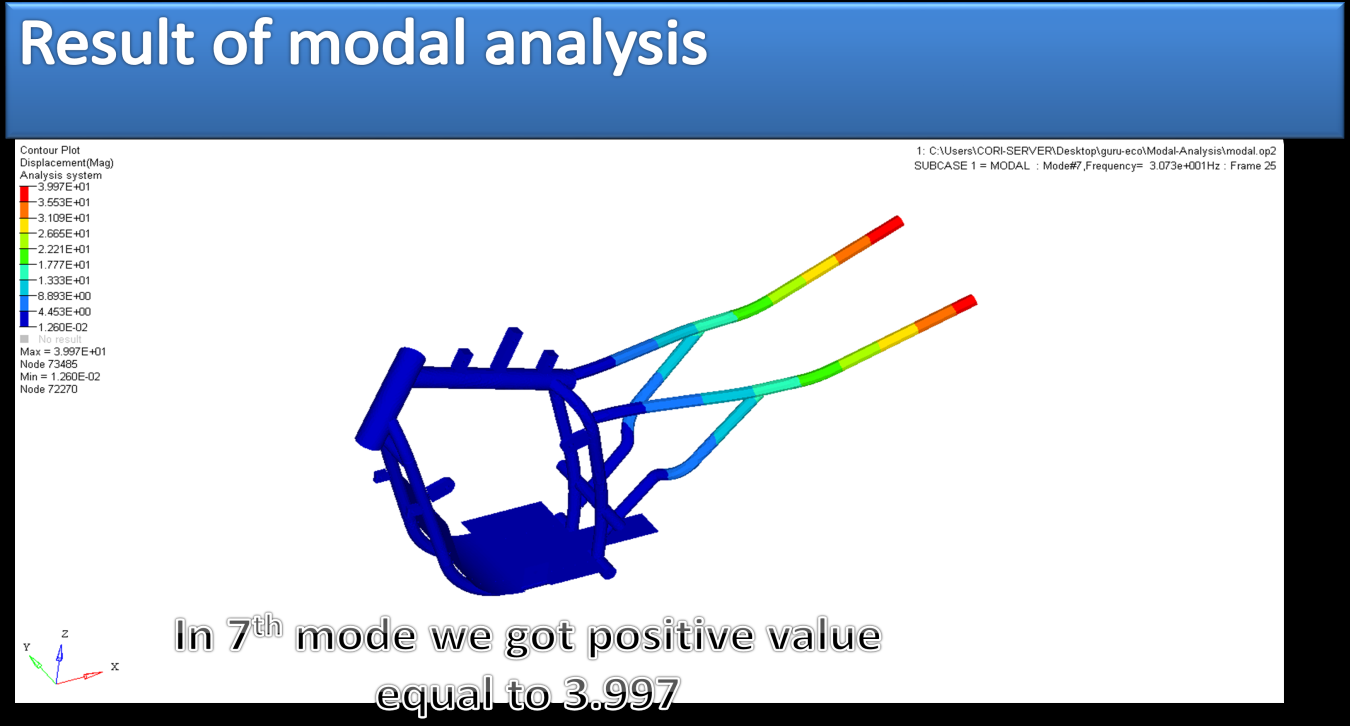 Result of modal analysis
Contour Plot
Displacement(Mag)
Analysis system
3.997E+01
3.553E+01
3.109E+01
2.665E+01
2.221E+01
1.777E+01
1.333E+01
8.893E+00
4.453E+00
1.260E-02
No result
Max = 3.997E+01
Node 73485
Min = 1.260E-02
Node 72270
1: C:\Users\CORI-SERVER\Desktop\guru-eco\Modal-Analysis\modal.op2
SUBCASE 1 = MODAL : Mode#7,Frequency= 3.073e+001Hz : Frame 25
Z
Y
X
In 7th mode we got positive value
equal to 3.997